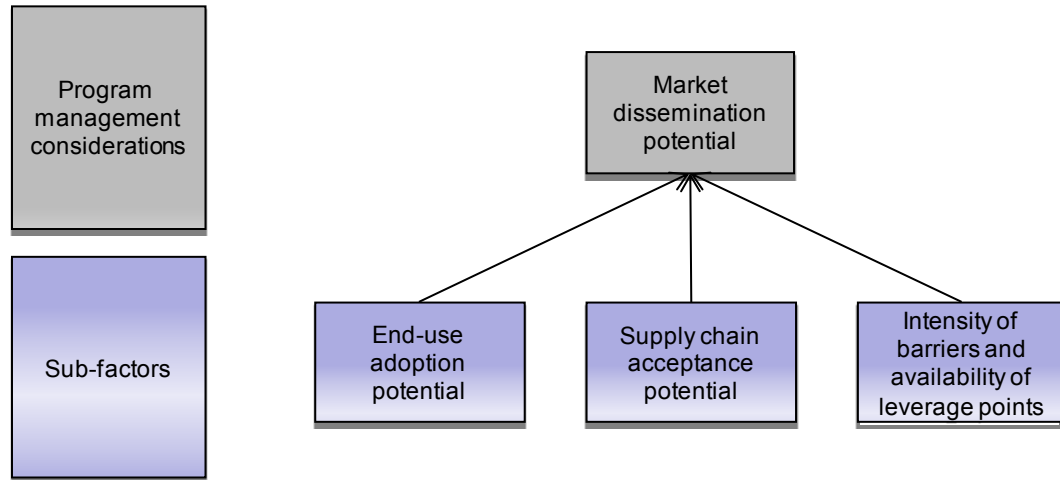 Program
management
considerations
Market
dissemination
potential
Sub-factors
End-use
adoption
potential
Supply chain
acceptance
potential
Intensity of
barriers and
availability of
leverage points